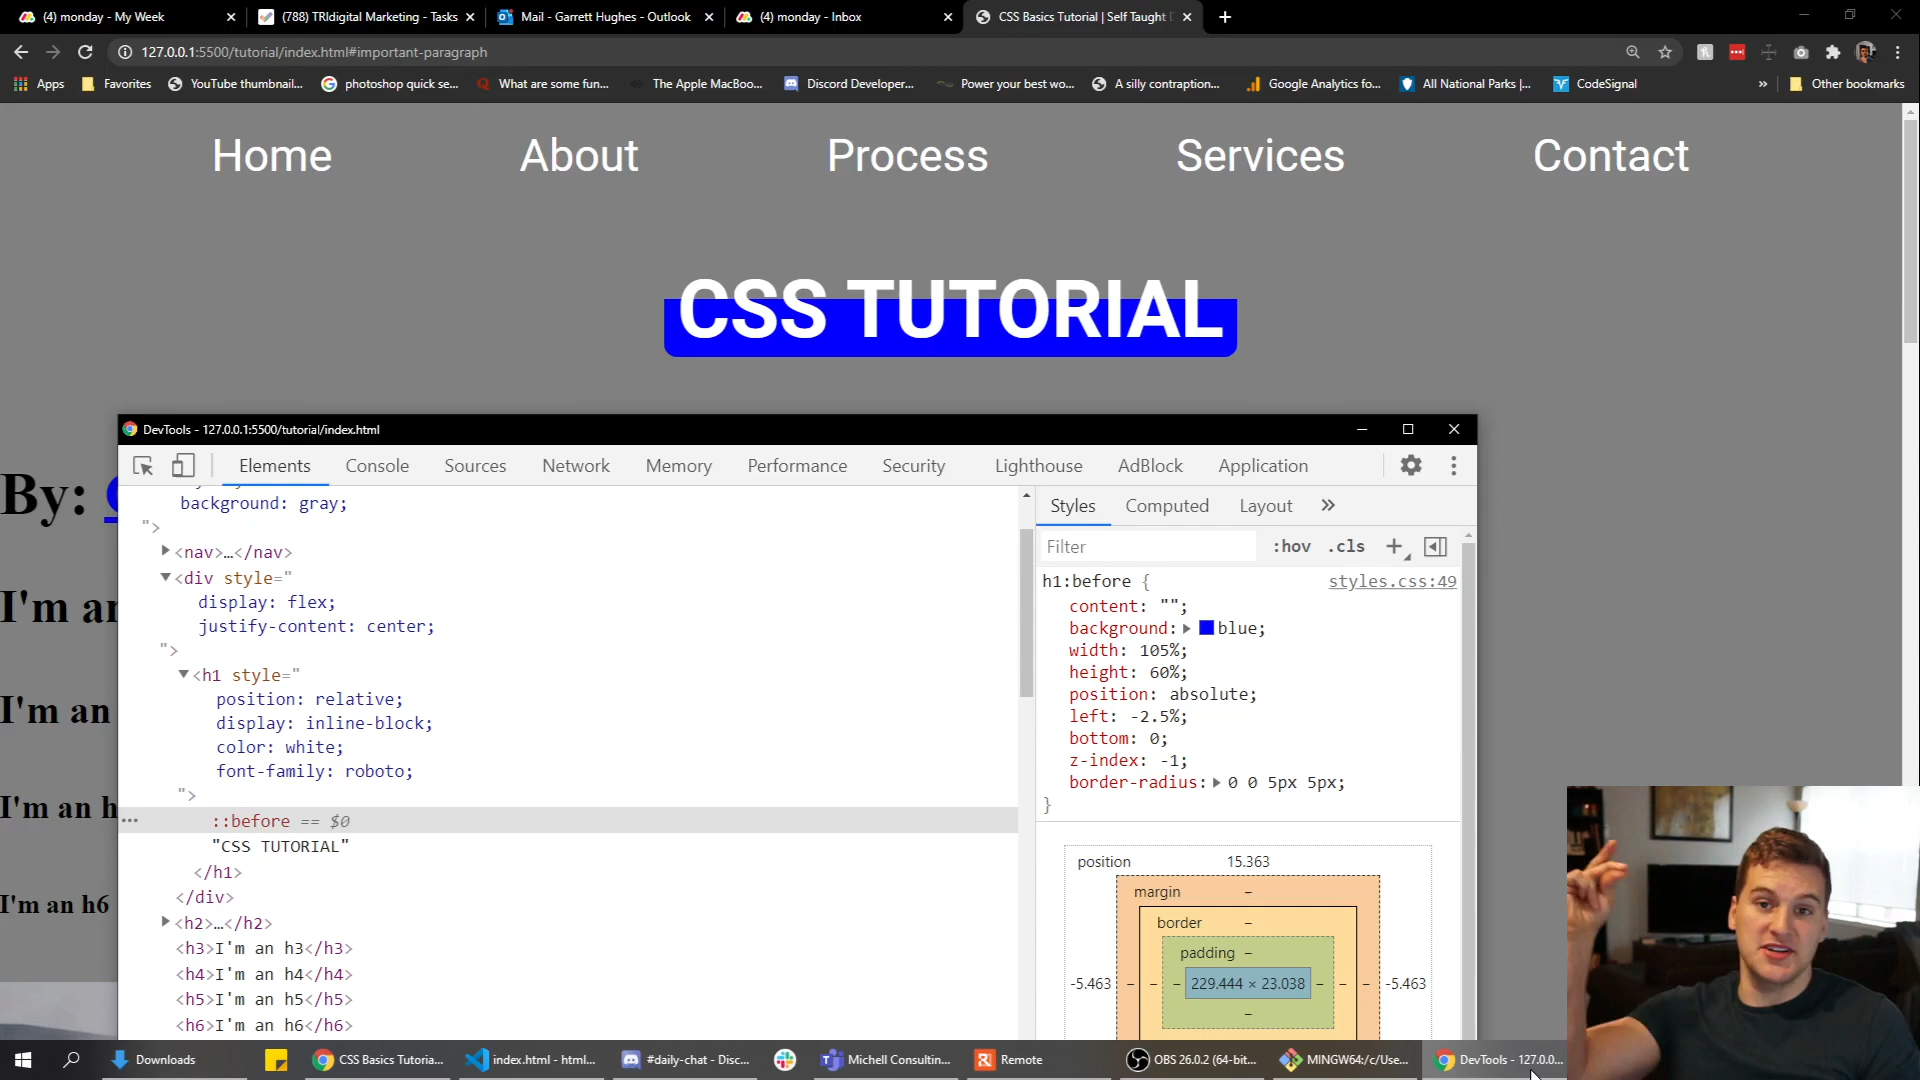 (4) monday - My Week
(788) TRIdigital Marketing - Tasks
Mail - Garrett Hughes - Outlook
(4) monday - Inbox
CSS Basics Tutorial | Self Taught
127.0.0.1:5500/tutorial/index.html#important-paragraph
Apps
Favorites
YouTube thumbnail...
photoshop quick se...
What are some fun...
The Apple MacBoo...
Discord Developer...
Power your best wo...
A silly contraption...
Google Analytics fo...
All National Parks |...
CodeSignal
»
Other bookmarks
Home
About
Process
Services
Contact
CSS TUTORIAL
By:
I'm an
I'm an
I'm an h
I'm an h6
DevTools - 127.0.0.1:5500/tutorial/index.html
Elements
Console
Sources
Network
Memory
Performance
Security
Lighthouse
AdBlock
Application
background: gray;
">
<nav>…</nav>
<div style="
display: flex;
justify-content: center;
">
<h1 style="
position: relative;
display: inline-block;
color: white;
font-family: roboto;
">
::before == $0
"CSS TUTORIAL"
</h1>
</div>
<h2>…</h2>
<h3>I'm an h3</h3>
<h4>I'm an h4</h4>
<h5>I'm an h5</h5>
<h6>I'm an h6</h6>
Styles
Computed
Layout
»
Filter
:hov
.cls
h1:before {
styles.css:49
content: "";
background: blue;
width: 105%;
height: 60%;
position: absolute;
left: -2.5%;
bottom: 0;
z-index: -1;
border-radius: 0 0 5px 5px;
}
position
15.363
margin
–
border
–
padding
–
-5.463
–
–
–
229.444 × 23.038
–
–
–
-5.463
–
Downloads
CSS Basics Tutoria...
index.html - html...
#daily-chat - Disc...
Michell Consultin...
Remote
OBS 26.0.2 (64-bit...
MINGW64:/c/Use...
DevTools - 127.0.0...